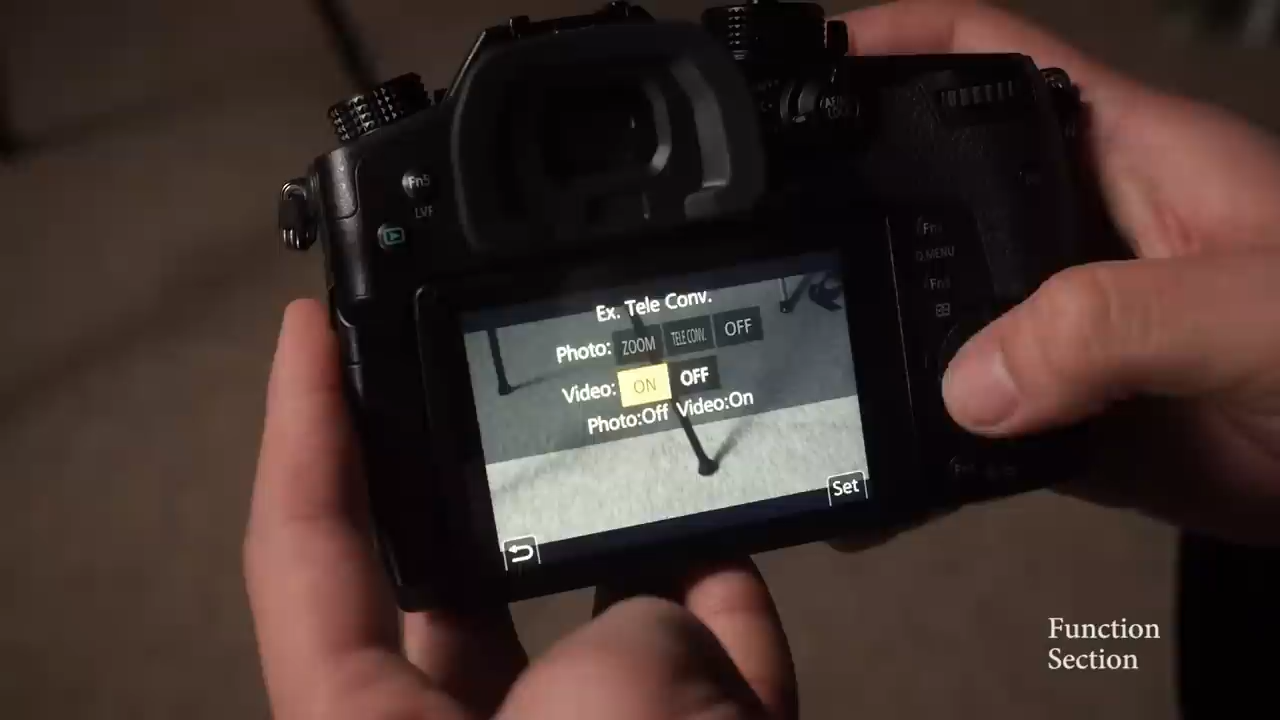 Fn5
LVF
Fn
Q.MENU
Fn
Ex. Tele Conv.
Photo: ZOOM TELE CONV. OFF
Video: ON OFF
Photo:Off Video:On
Set
Function
Section